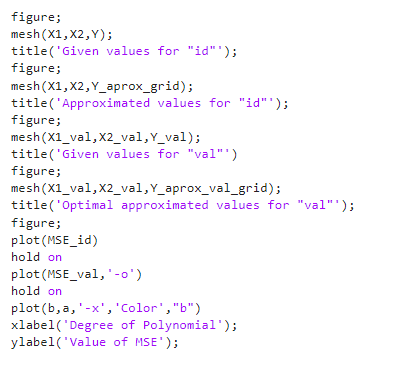 figure;
mesh(X1,X2,Y);
title('Given values for "id"');
figure;
mesh(X1,X2,Y_aprox_grid);
title('Approximated values for "id"');
figure;
mesh(X1_val,X2_val,Y_val);
title('Given values for "val"')
figure;
mesh(X1_val,X2_val,Y_aprox_val_grid);
title('Optimal approximated values for "val"');
figure;
plot(MSE_id)
hold on
plot(MSE_val,'-o')
hold on
plot(b,a,'-x','Color',"b")
xlabel('Degree of Polynomial');
ylabel('Value of MSE');